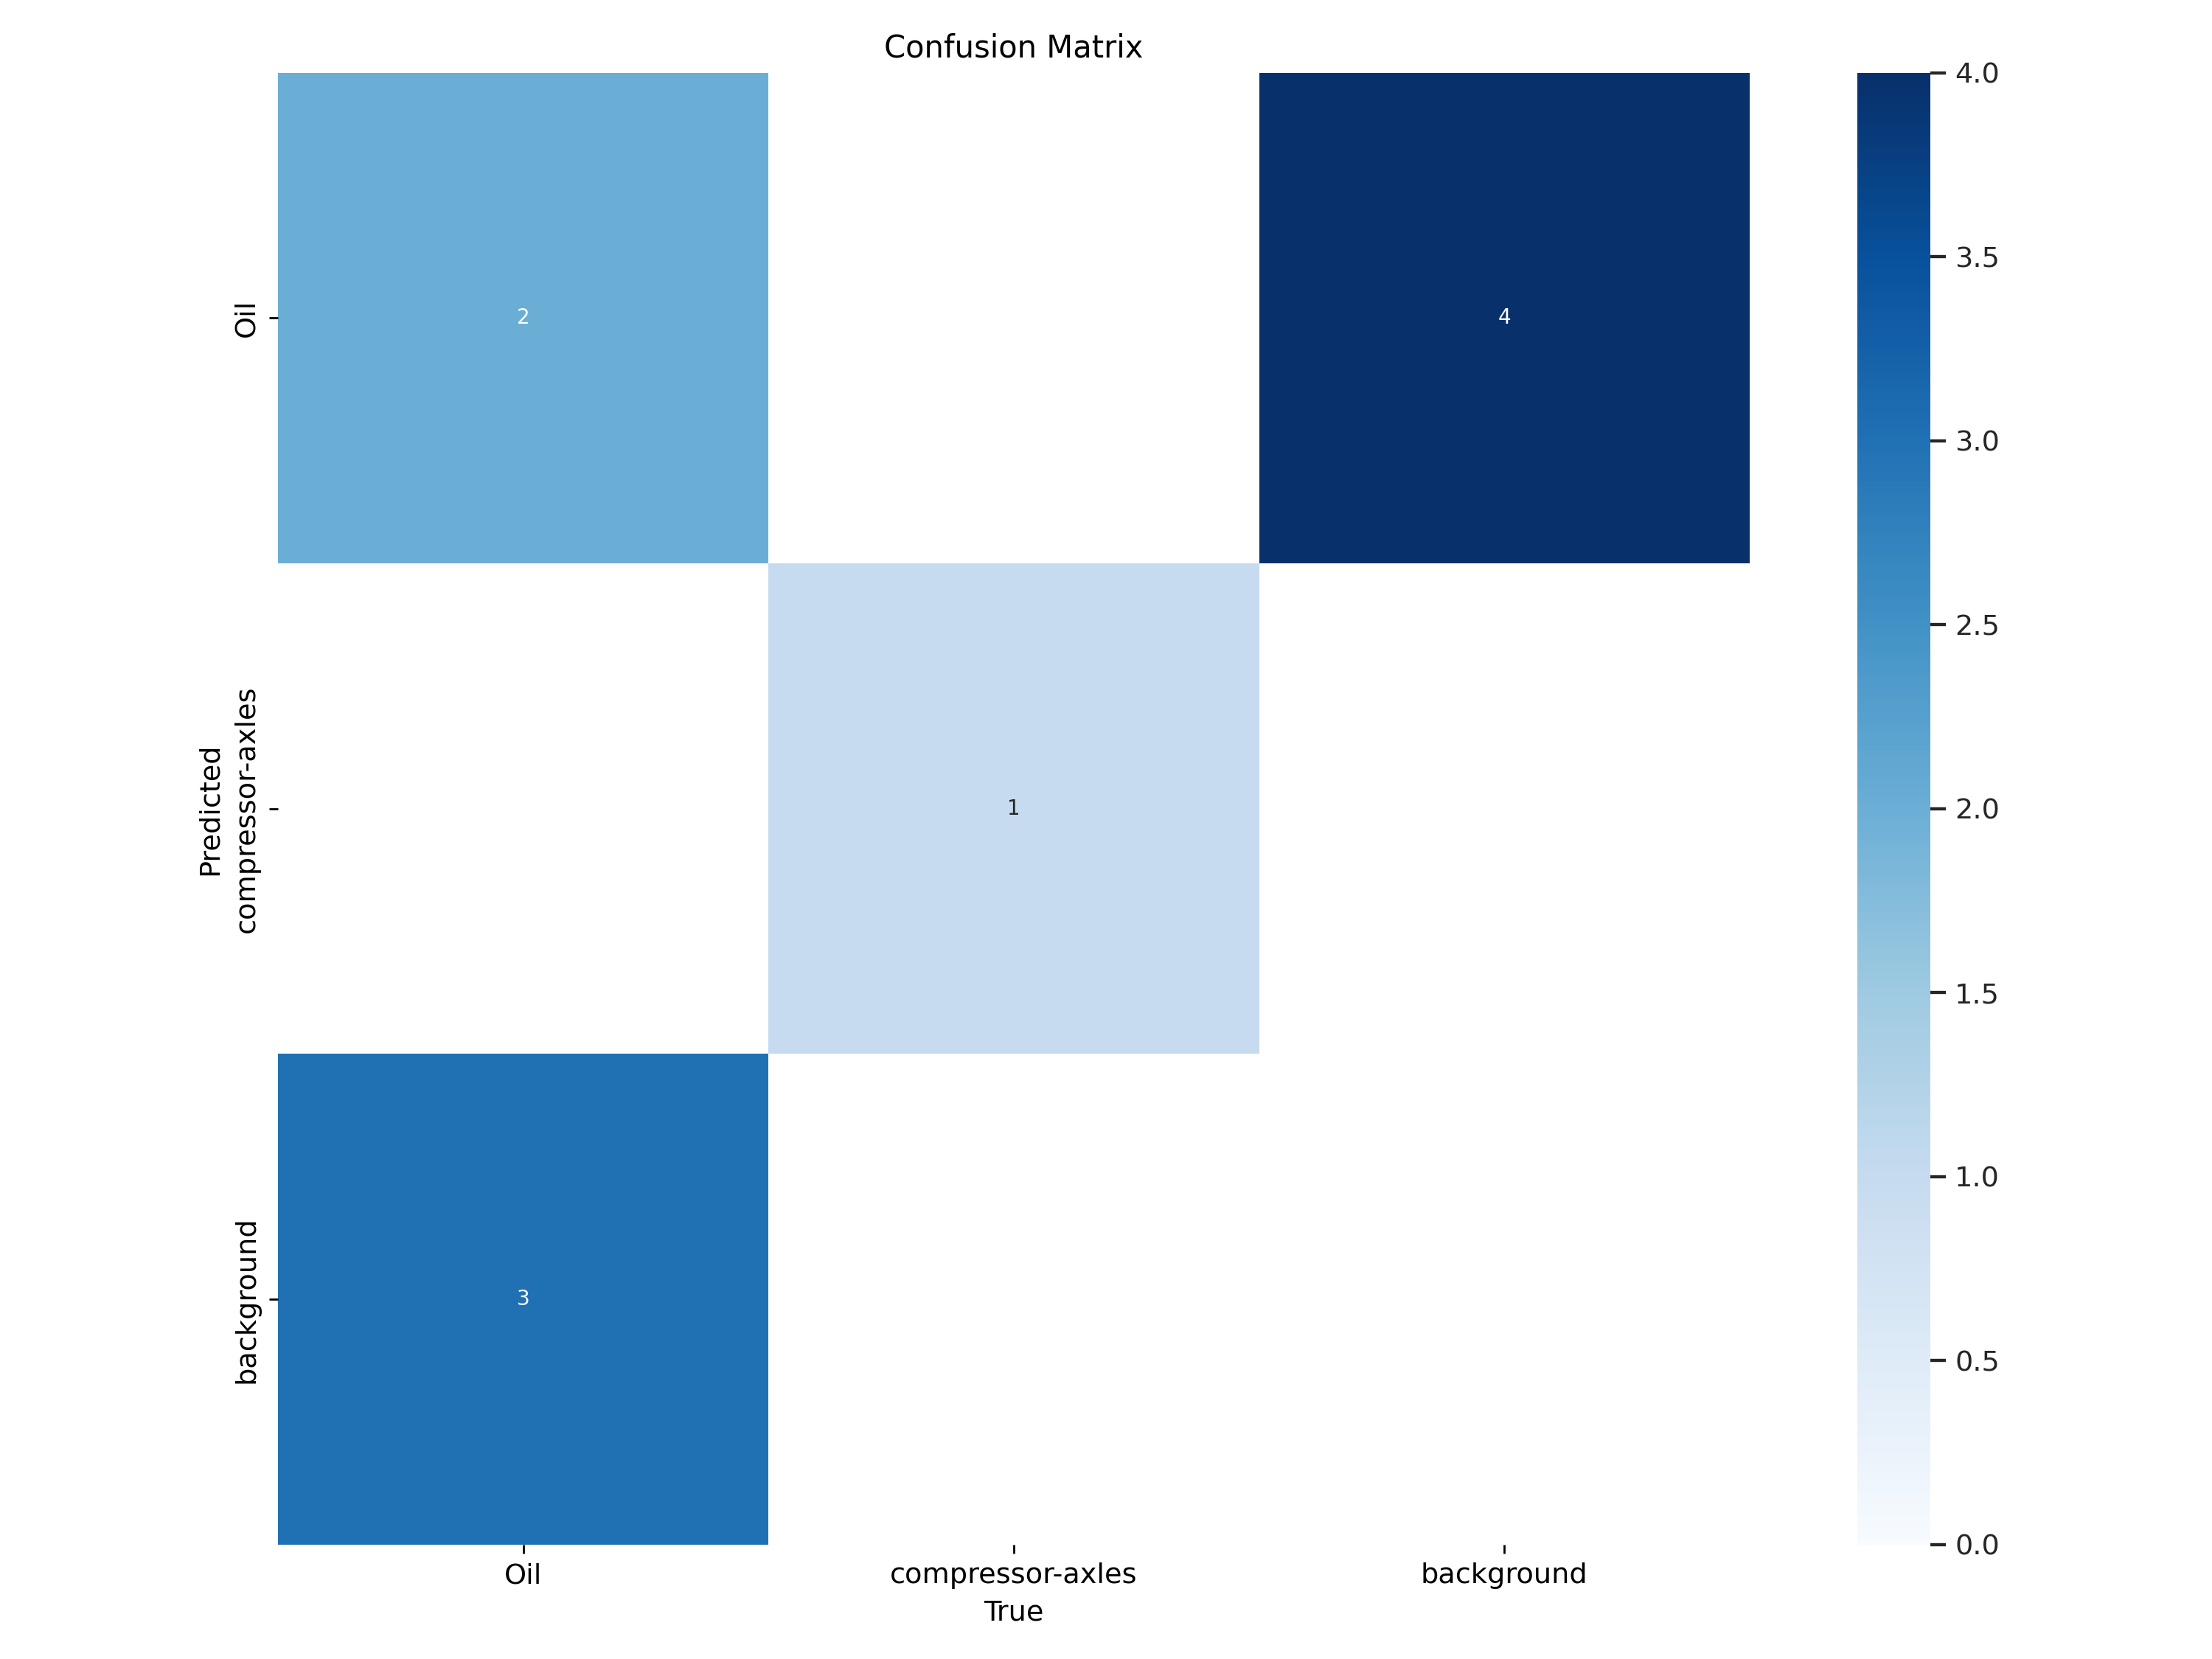 Confusion Matrix
Oil
2
4
Predicted
compressor-axles
1
background
3
Oil
compressor-axles
background
True
4.0
3.5
3.0
2.5
2.0
1.5
1.0
0.5
0.0